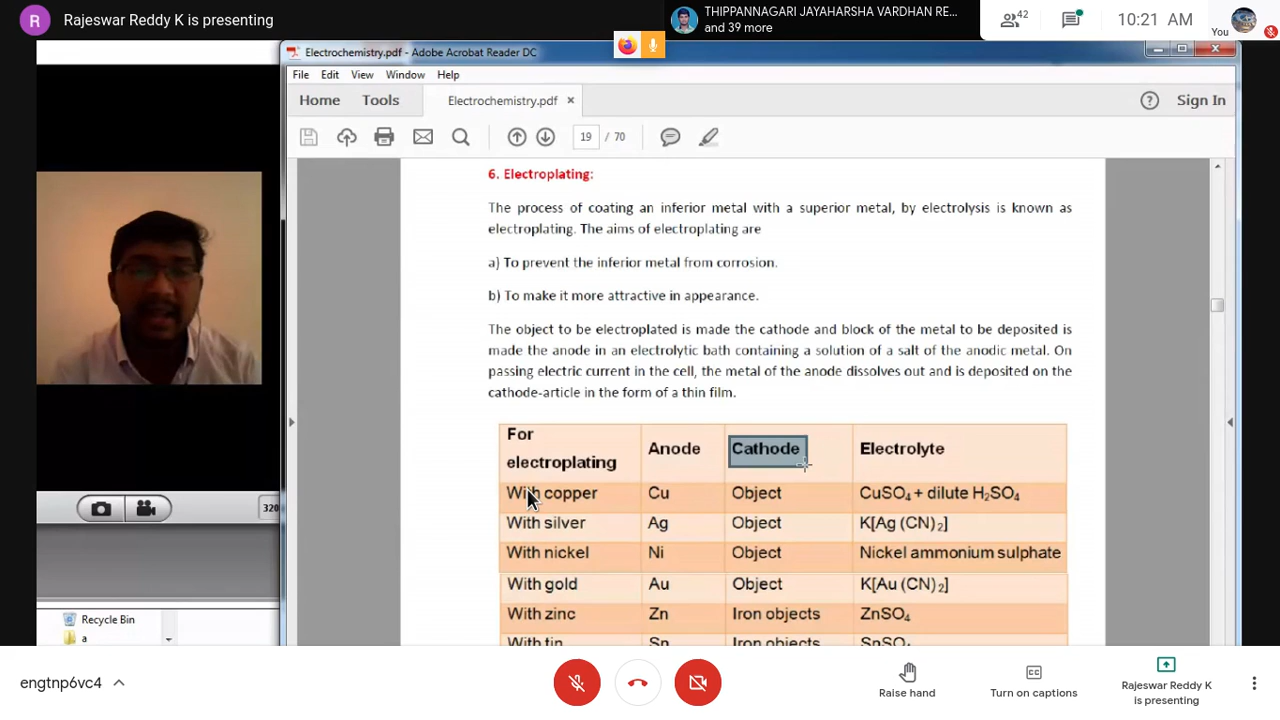 R
Rajeswar Reddy K is presenting
THIPPANNAGARI JAYAHARSHA VARDHAN RE...
and 39 more
42
10:21 AM
You
Electrochemistry.pdf - Adobe Acrobat Reader DC
File Edit View Window Help
Home Tools Electrochemistry.pdf × ? Sign In
19 / 70
6. Electroplating:
The process of coating an inferior metal with a superior metal, by electrolysis is known as
electroplating. The aims of electroplating are
a) To prevent the inferior metal from corrosion.
b) To make it more attractive in appearance.
The object to be electroplated is made the cathode and block of the metal to be deposited is
made the anode in an electrolytic bath containing a solution of a salt of the anodic metal. On
passing electric current in the cell, the metal of the anode dissolves out and is deposited on the
cathode-article in the form of a thin film.
For
electroplating
Anode Cathode Electrolyte
With copper Cu Object CuSO₄ + dilute H₂SO₄
With silver Ag Object K[Ag (CN)₂]
With nickel Ni Object Nickel ammonium sulphate
With gold Au Object K[Au (CN)₂]
With zinc Zn Iron objects ZnSO₄
With tin Sn Iron objects SnSO₄
320
Recycle Bin
a
engtnp6vc4
Raise hand
Turn on captions
Rajeswar Reddy K
is presenting